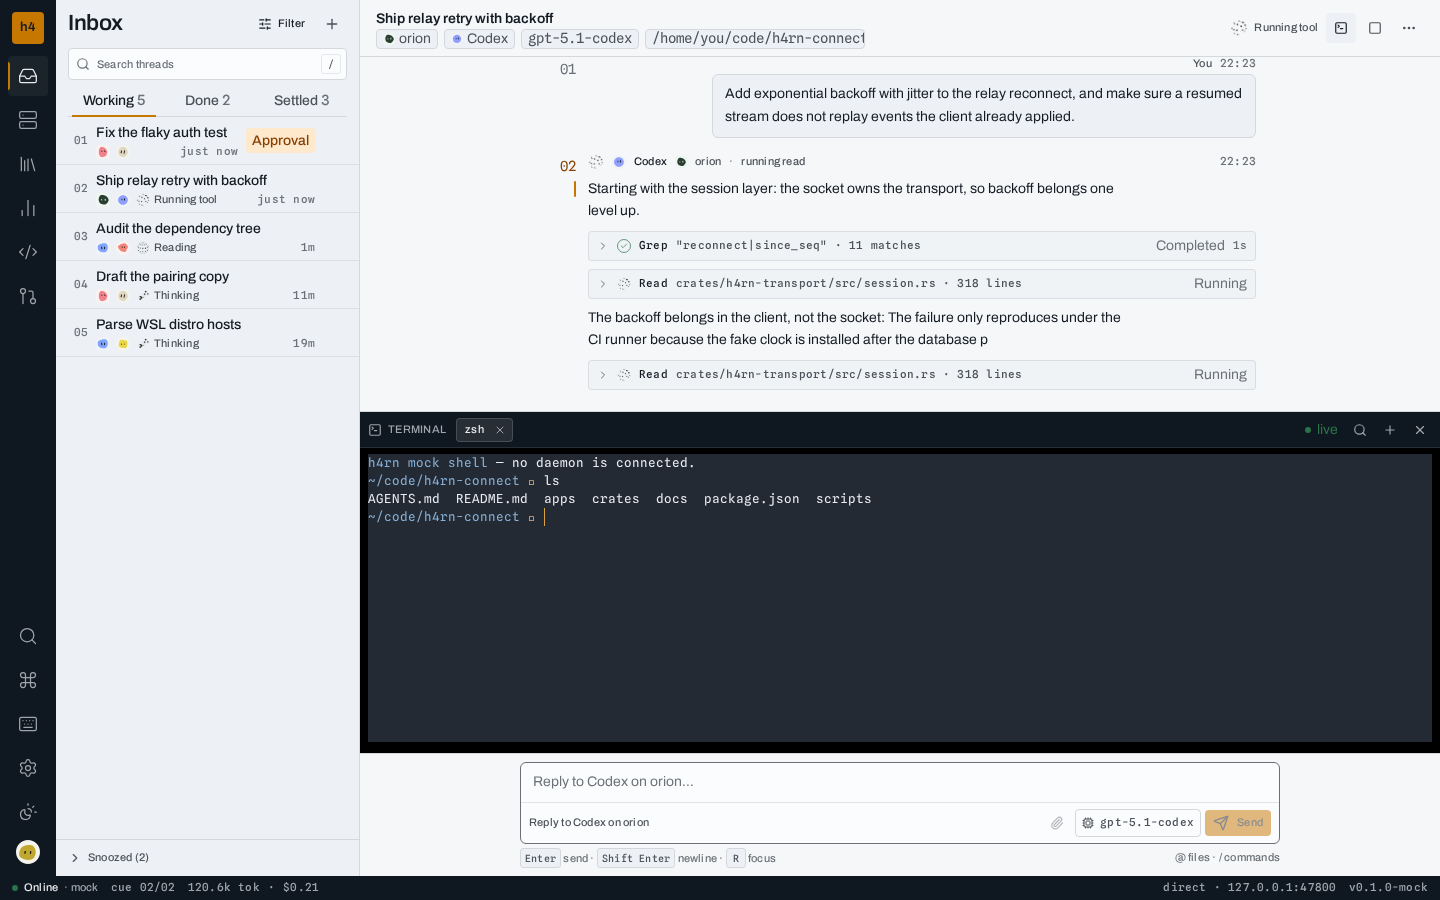 h4
Inbox
Filter
Search threads
/
Working 5
Done 2
Settled 3
01
Fix the flaky auth test
just now
Approval
02
Ship relay retry with backoff
Running tool
just now
03
Audit the dependency tree
Reading
1m
04
Draft the pairing copy
Thinking
11m
05
Parse WSL distro hosts
Thinking
19m
Snoozed (2)
Ship relay retry with backoff
orion
Codex
gpt-5.1-codex
/home/you/code/h4rn-connect
Running tool
01
You 22:23
Add exponential backoff with jitter to the relay reconnect, and make sure a resumed
stream does not replay events the client already applied.
02
Codex
orion · running read
22:23
Starting with the session layer: the socket owns the transport, so backoff belongs one
level up.
Grep "reconnect|since_seq" · 11 matches
Completed 1s
Read crates/h4rn-transport/src/session.rs · 318 lines
Running
The backoff belongs in the client, not the socket: The failure only reproduces under the
CI runner because the fake clock is installed after the database p
Read crates/h4rn-transport/src/session.rs · 318 lines
Running
TERMINAL
zsh
live
h4rn mock shell — no daemon is connected.
~/code/h4rn-connect ▯ ls
AGENTS.md README.md apps crates docs package.json scripts
~/code/h4rn-connect ▯
Reply to Codex on orion...
Reply to Codex on orion
gpt-5.1-codex
Send
Enter send · Shift Enter newline · R focus
@ files · / commands
Online · mock cue 02/02 120.6k tok · $0.21
direct · 127.0.0.1:47800 v0.1.0-mock